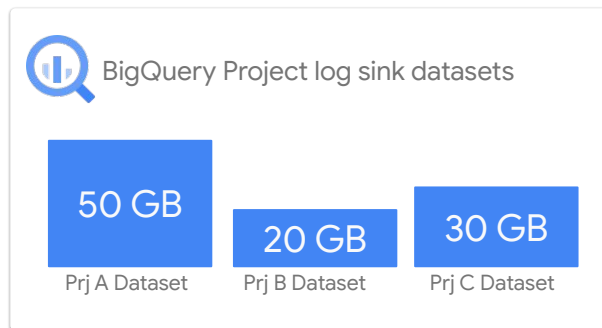 BigQuery Project log sink datasets
50 GB
20 GB
30 GB
Prj A Dataset
Prj B Dataset
Prj C Dataset